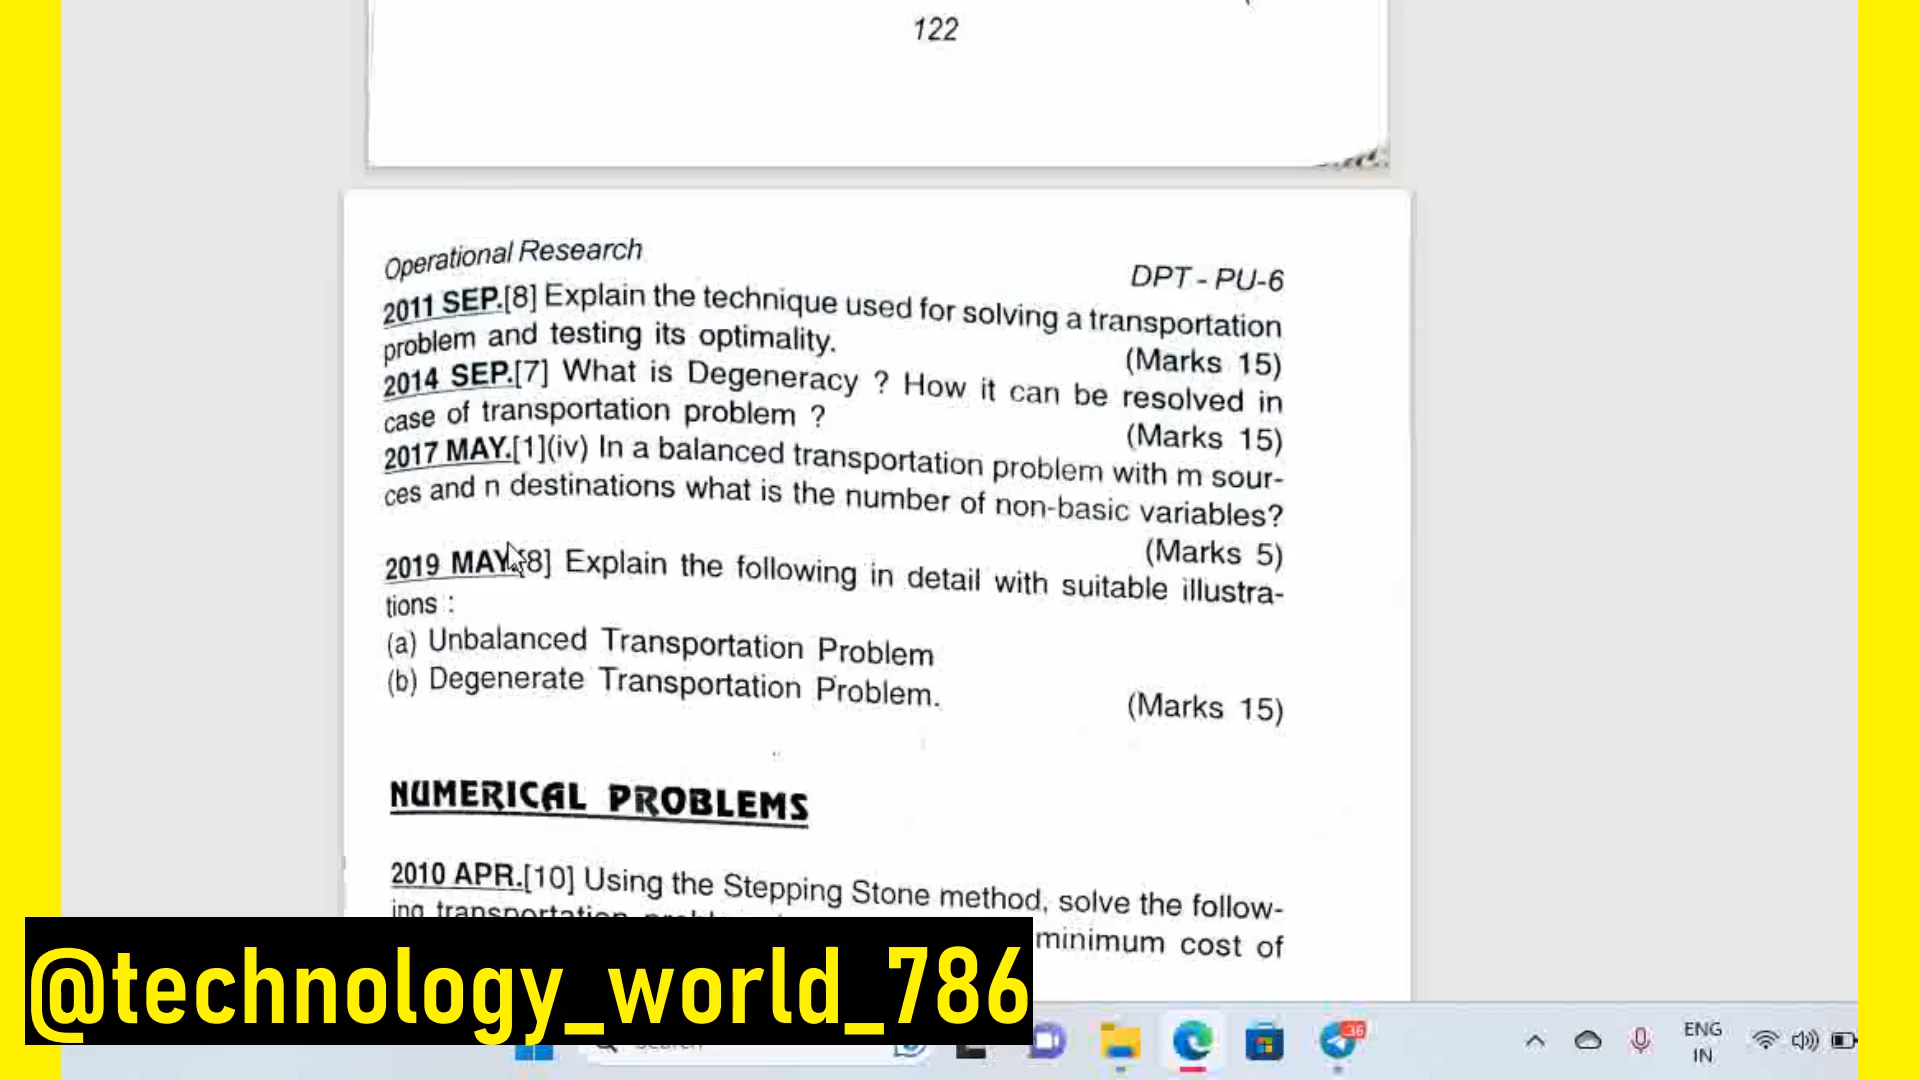 122
Operational Research
DPT - PU-6
2011 SEP.[8] Explain the technique used for solving a transportation
problem and testing its optimality.
(Marks 15)
2014 SEP.[7] What is Degeneracy ? How it can be resolved in
case of transportation problem ?
(Marks 15)
2017 MAY.[1](iv) In a balanced transportation problem with m sour-
ces and n destinations what is the number of non-basic variables?
(Marks 5)
2019 MAY.[8] Explain the following in detail with suitable illustra-
tions :
(a) Unbalanced Transportation Problem
(b) Degenerate Transportation Problem.
(Marks 15)
NUMERICAL PROBLEMS
2010 APR.[10] Using the Stepping Stone method, solve the follow-
ing transportation minimum cost of
@technology_world_786
Search
36
ENG
IN